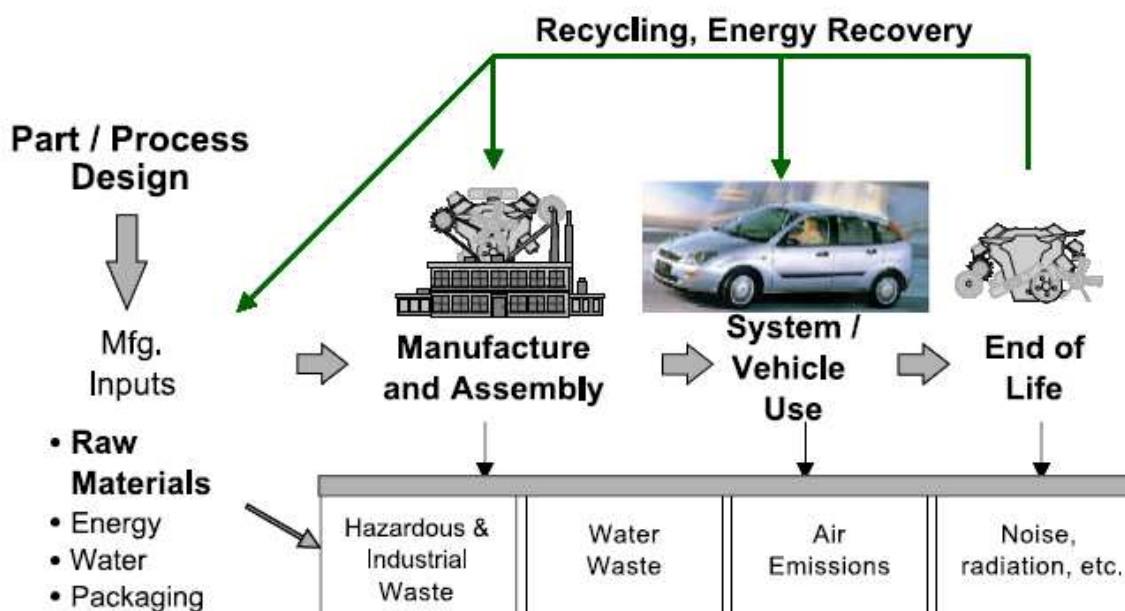 Recycling, Energy Recovery
Part / Process
Design
Mfg.
Inputs
Manufacture
and Assembly
System /
Vehicle
Use
End of
Life
• Raw
Materials
• Energy
• Water
• Packaging
Hazardous &
Industrial
Waste
Water
Waste
Air
Emissions
Noise,
radiation, etc.